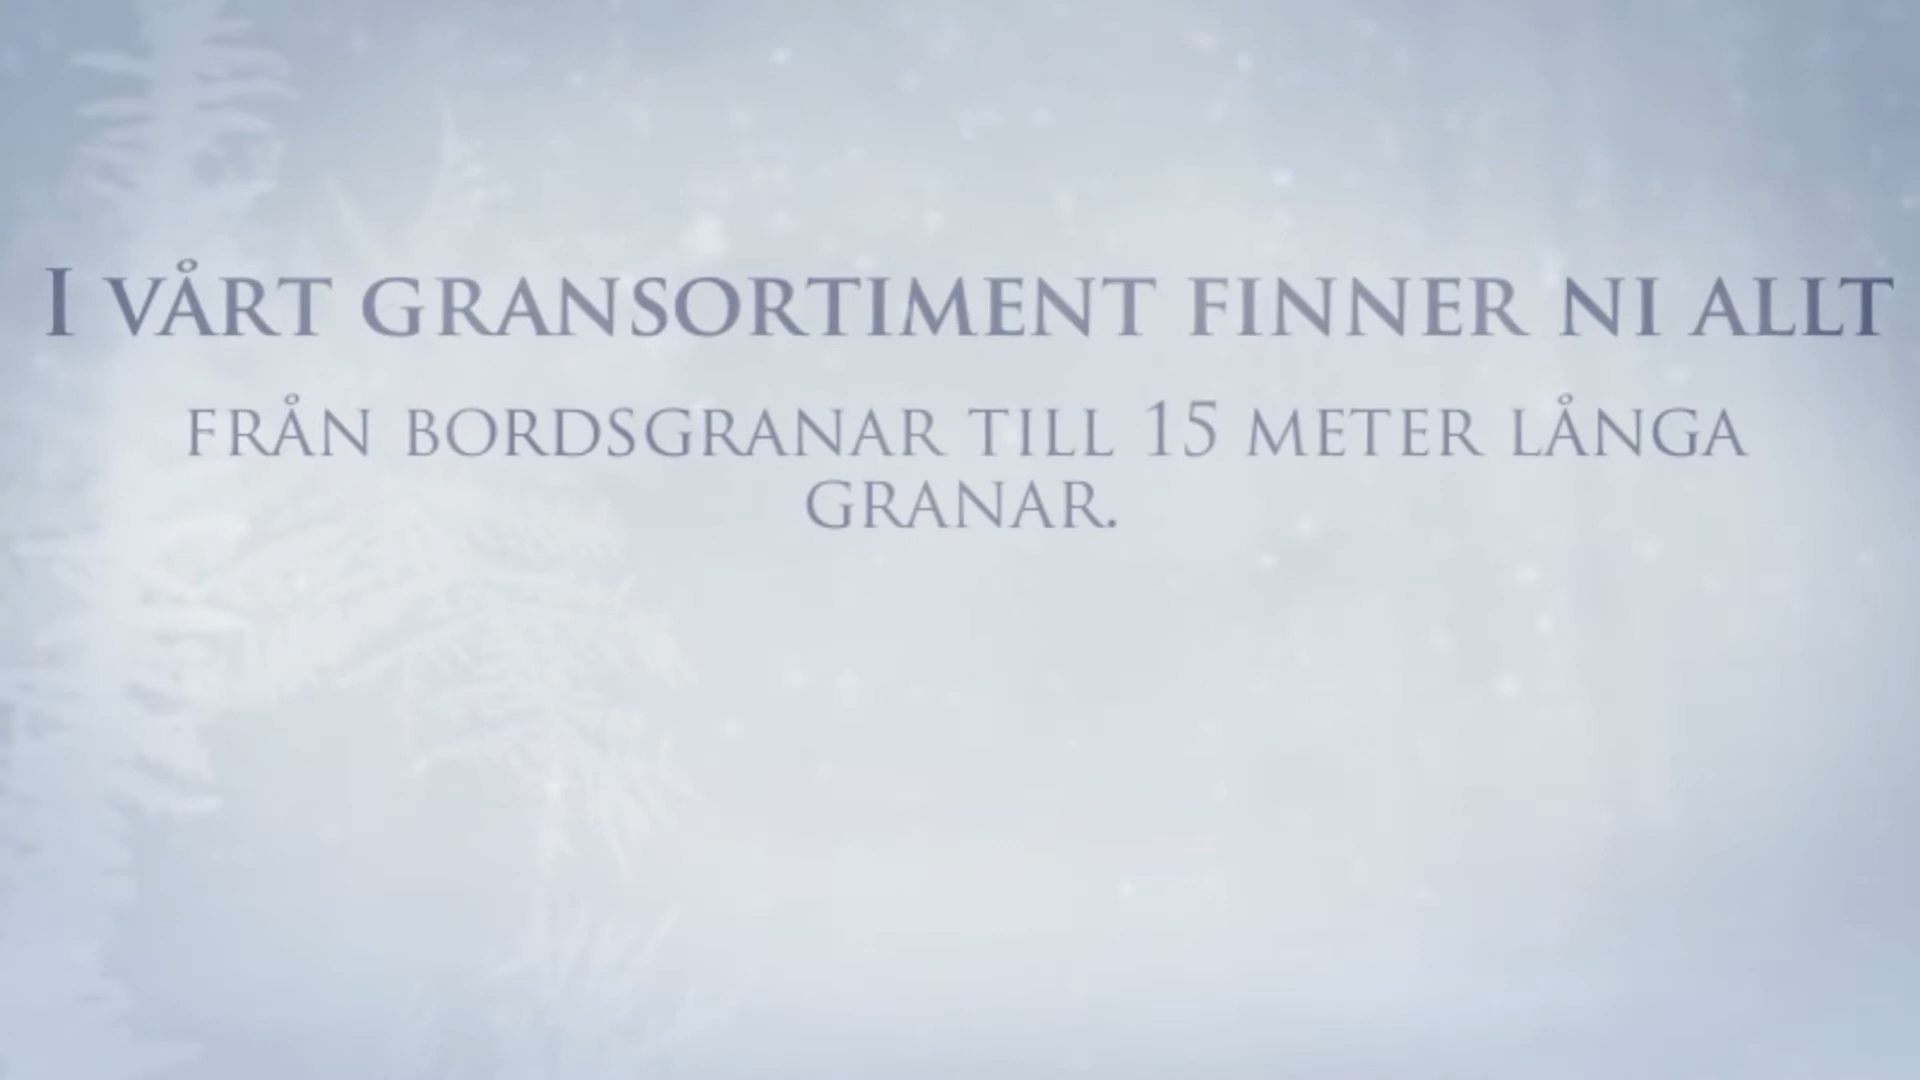 I VÅRT GRANSORTIMENT FINNER NI ALLT
FRÅN BORDSGRANAR TILL 15 METER LÅNGA
GRANAR.